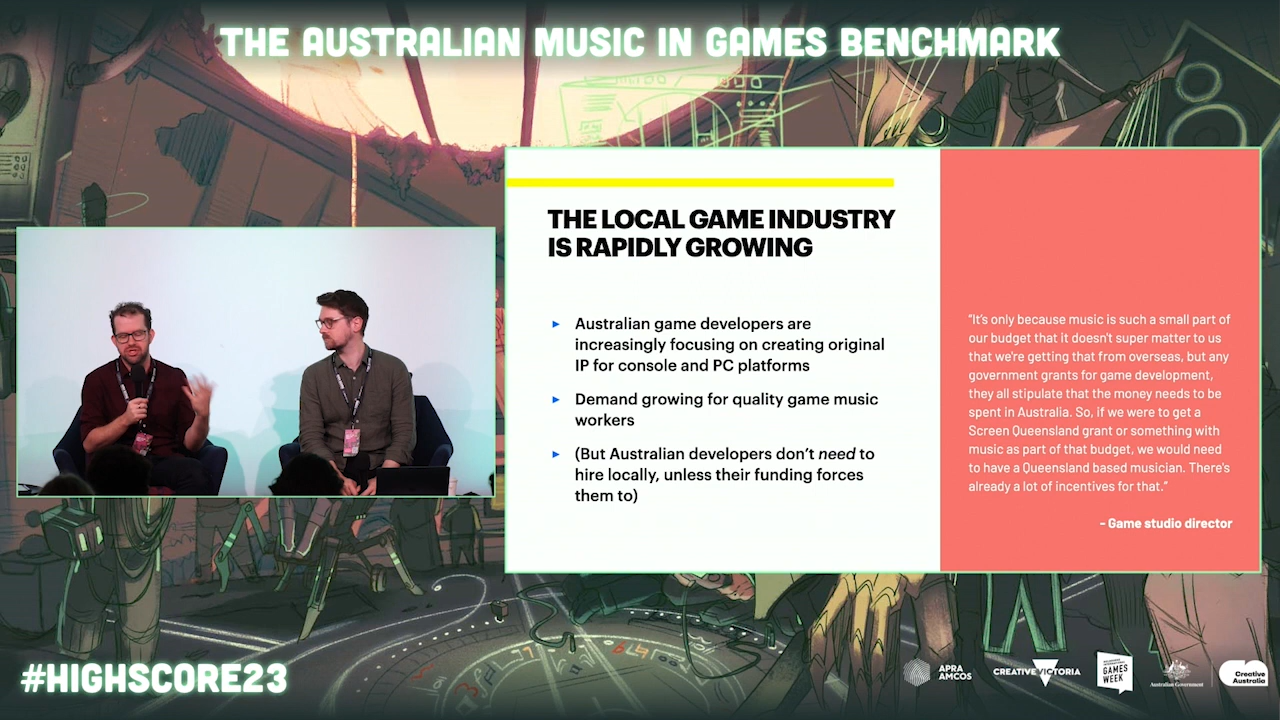 THE AUSTRALIAN MUSIC IN GAMES BENCHMARK
THE LOCAL GAME INDUSTRY
IS RAPIDLY GROWING
Australian game developers are
increasingly focusing on creating original
IP for console and PC platforms
Demand growing for quality game music
workers
(But Australian developers don’t need to
hire locally, unless their funding forces
them to)
“It’s only because music is such a small part of
our budget that it doesn’t super matter to us
that we're getting that from overseas, but any
government grants for game development,
they all stipulate that the money needs to be
spent in Australia. So, if we were to get a
Screen Queensland grant or something with
music as part of that budget, we would need
to have a Queensland based musician. There's
already a lot of incentives for that.”
- Game studio director
#HIGHSCORE23
APRA
AMCOS
CREATIVE VICTORIA
GAMES
WEEK
Australian Government
Creative
Australia